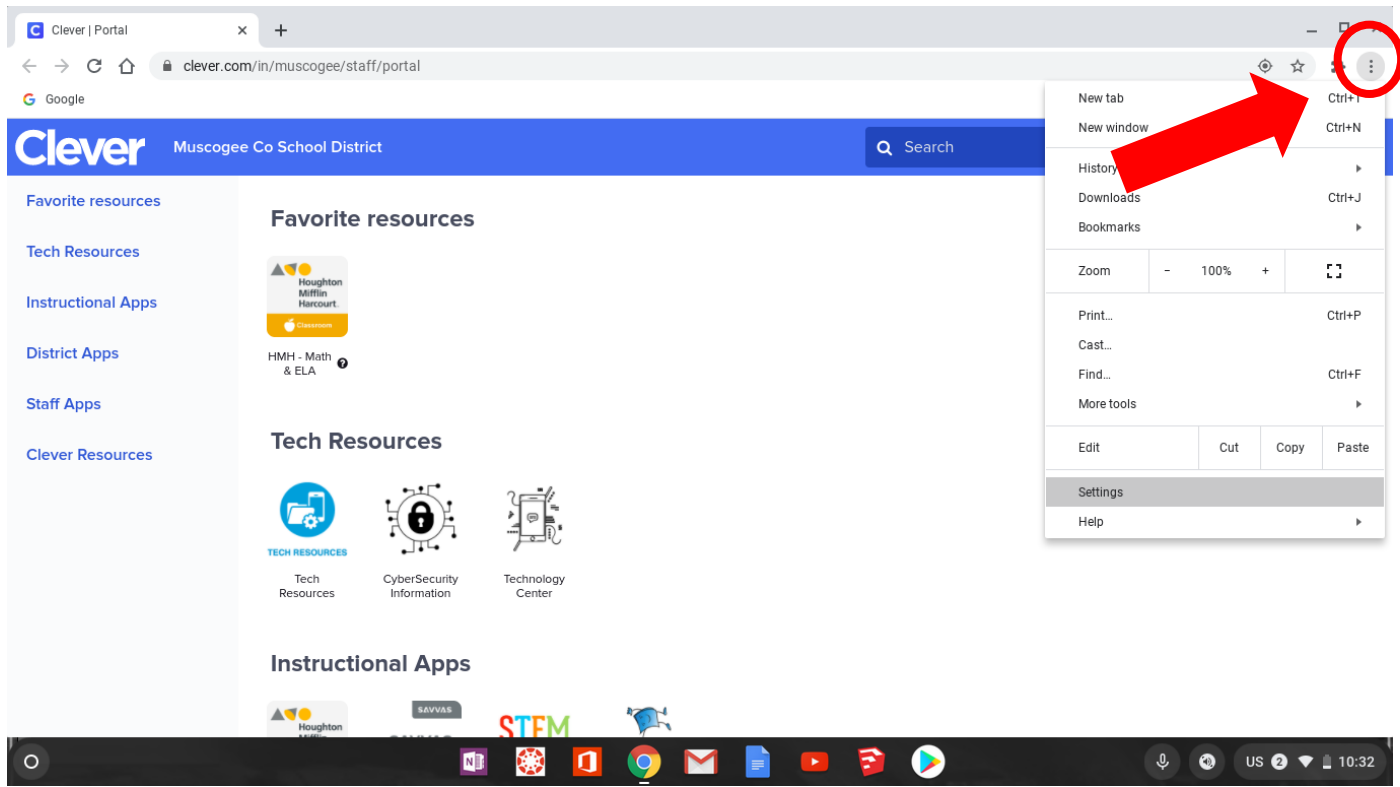 Clever | Portal
clever.com/in/muscogee/staff/portal
Google
Clever
Muscogee Co School District
Search
Favorite resources
Tech Resources
Instructional Apps
District Apps
Staff Apps
Clever Resources
Favorite resources
Houghton
Mifflin
Harcourt
Classroom
HMH - Math
& ELA
Tech Resources
TECH RESOURCES
Tech
Resources
CyberSecurity
Information
Technology
Center
Instructional Apps
Houghton
Mifflin
SAVVAS
SAVVAS
STEM
New tab Ctrl+T
New window Ctrl+N
History
Downloads Ctrl+J
Bookmarks
Zoom - 100% +
Print... Ctrl+P
Cast...
Find... Ctrl+F
More tools
Edit Cut Copy Paste
Settings
Help
US 2 10:32